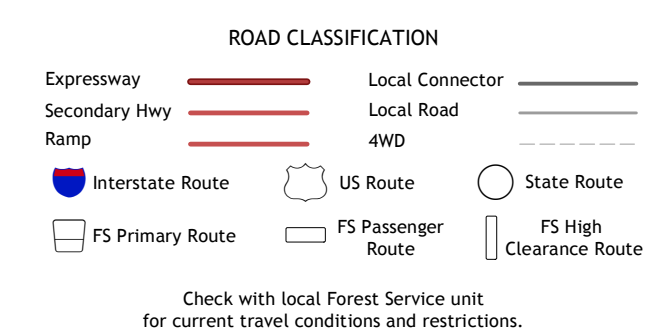 ROAD CLASSIFICATION
Expressway
Local Connector
Secondary Hwy
Local Road
Ramp
4WD
Interstate Route
US Route
State Route
FS Primary Route
FS Passenger
Route
FS High
Clearance Route
Check with local Forest Service unit
for current travel conditions and restrictions.